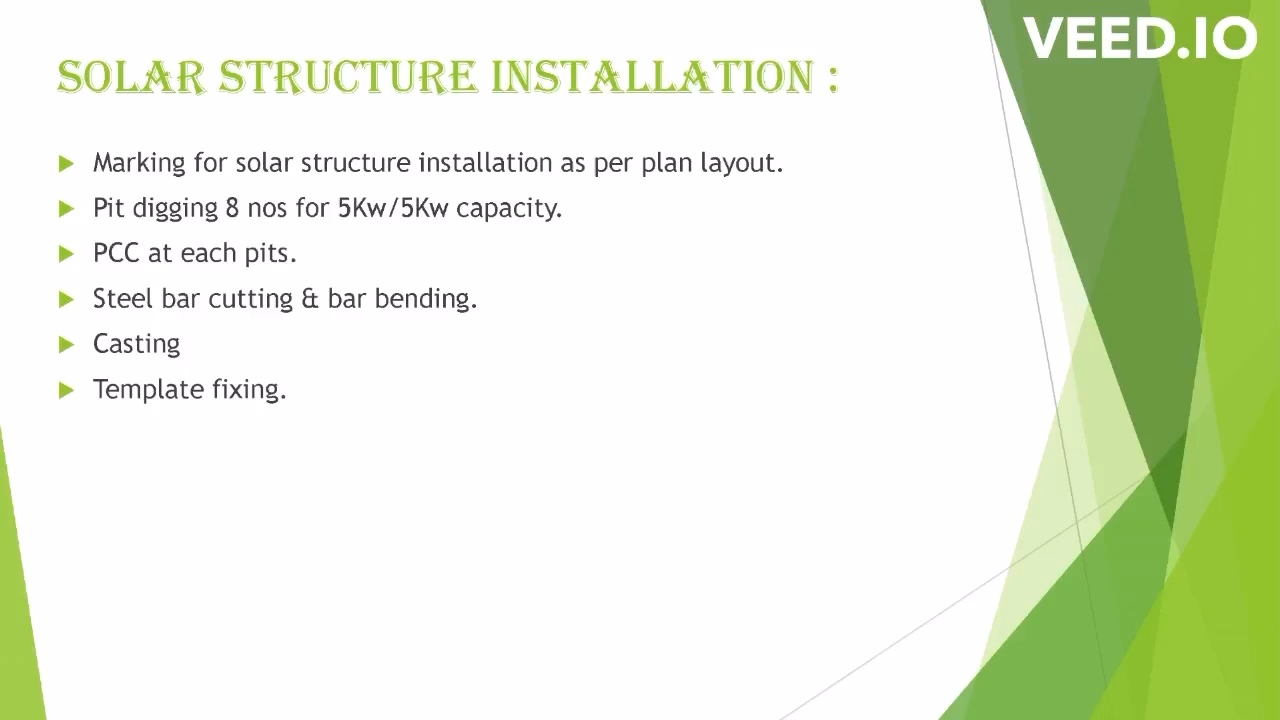 VEED.IO
SOLAR STRUCTURE INSTALLATION :
Marking for solar structure installation as per plan layout.
Pit digging 8 nos for 5Kw/5Kw capacity.
PCC at each pits.
Steel bar cutting & bar bending.
Casting
Template fixing.